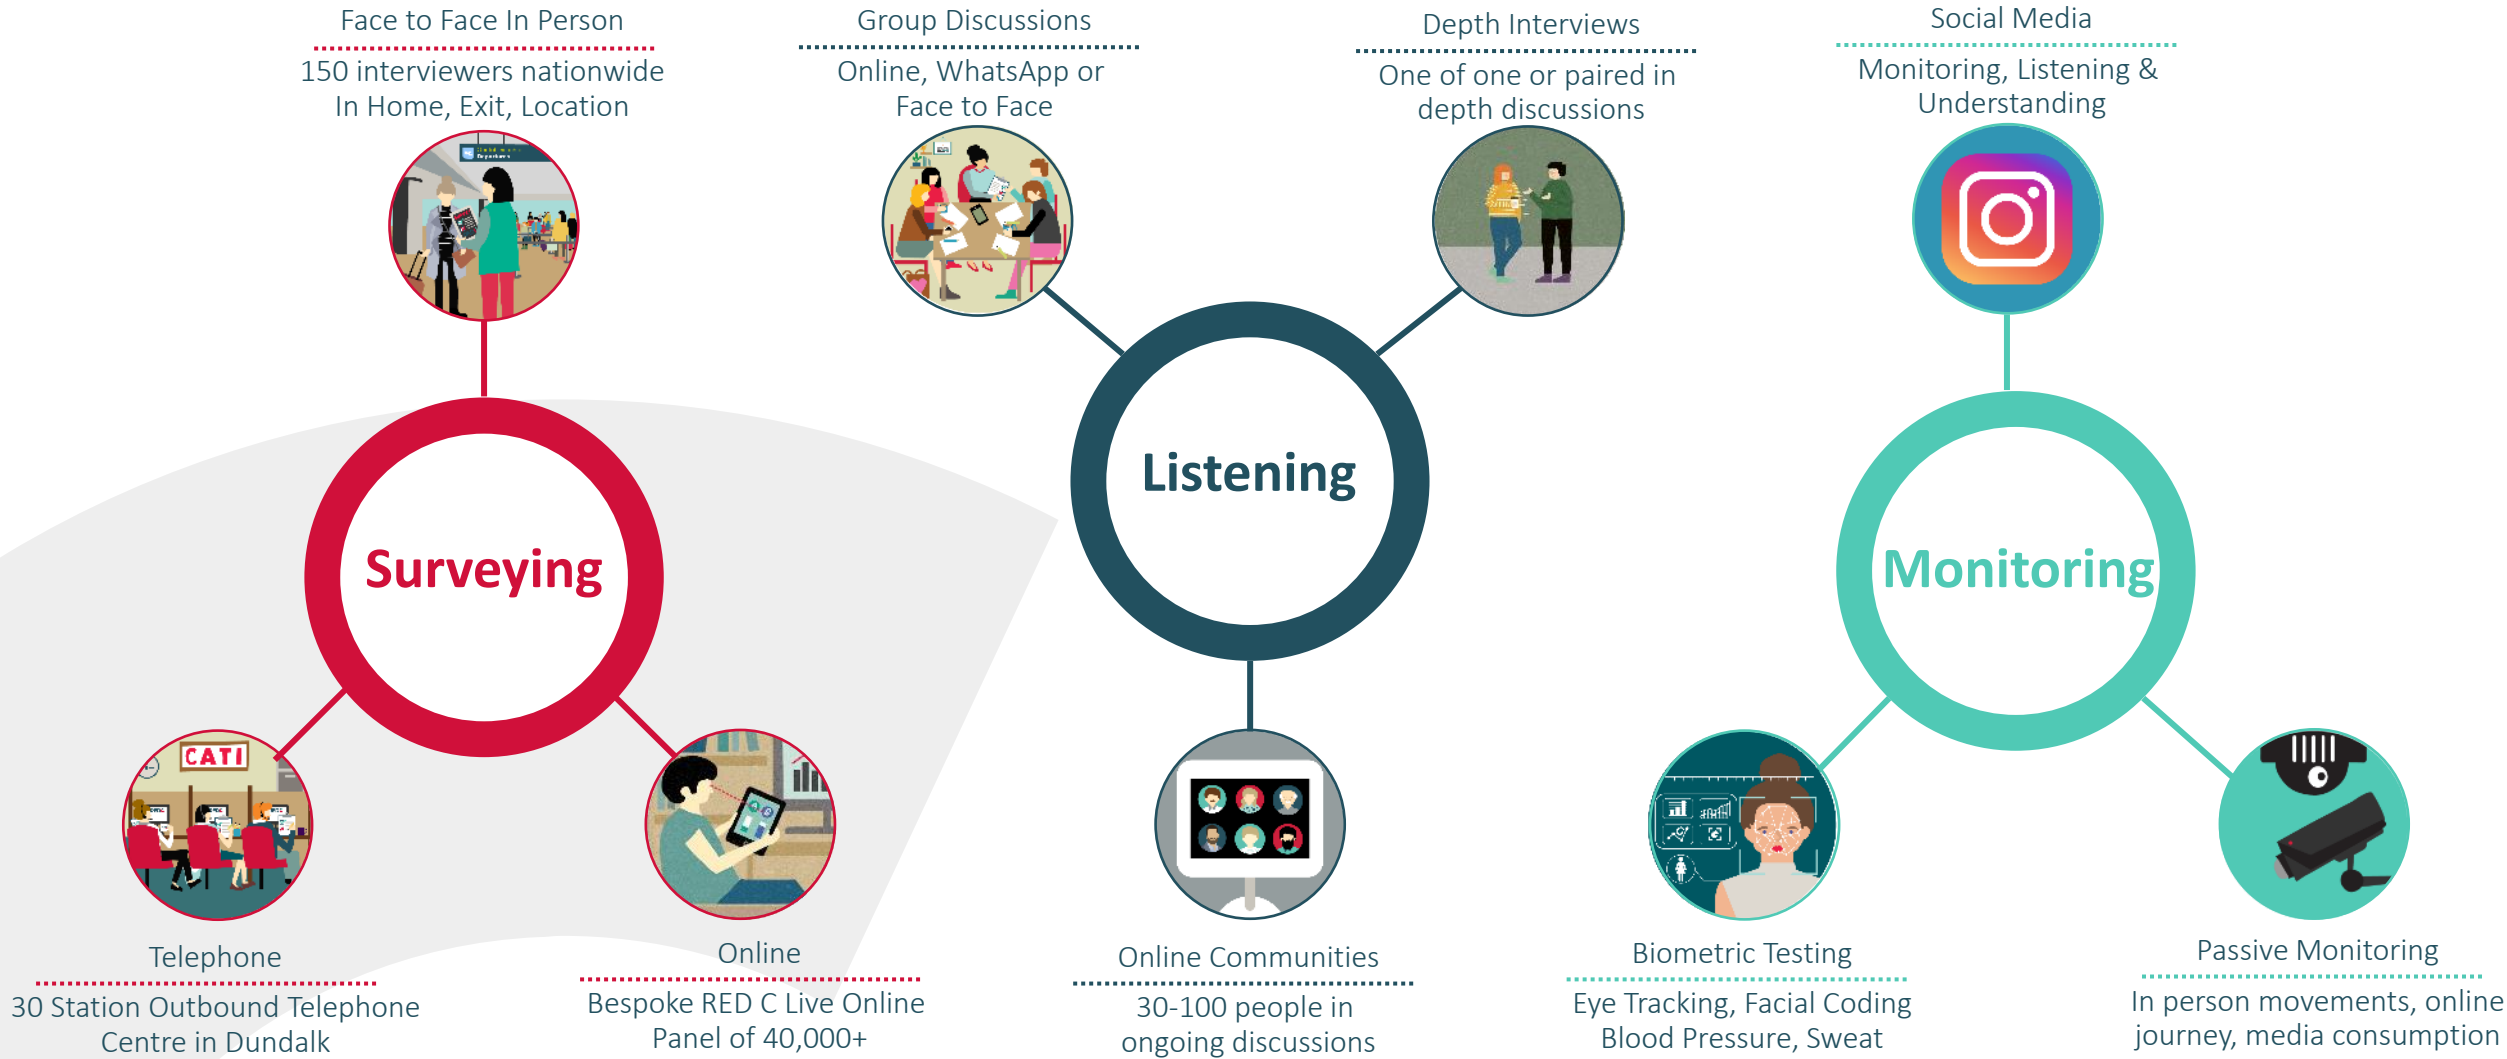 Face to Face In Person
150 interviewers nationwide
In Home, Exit, Location
Group Discussions
Online, WhatsApp or
Face to Face
Depth Interviews
One of one or paired in
depth discussions
Social Media
Monitoring, Listening &
Understanding
Surveying
Listening
Monitoring
CATI
Telephone
30 Station Outbound Telephone
Centre in Dundalk
Online
Bespoke RED C Live Online
Panel of 40,000+
Online Communities
30-100 people in
ongoing discussions
Biometric Testing
Eye Tracking, Facial Coding
Blood Pressure, Sweat
Passive Monitoring
In person movements, online
journey, media consumption